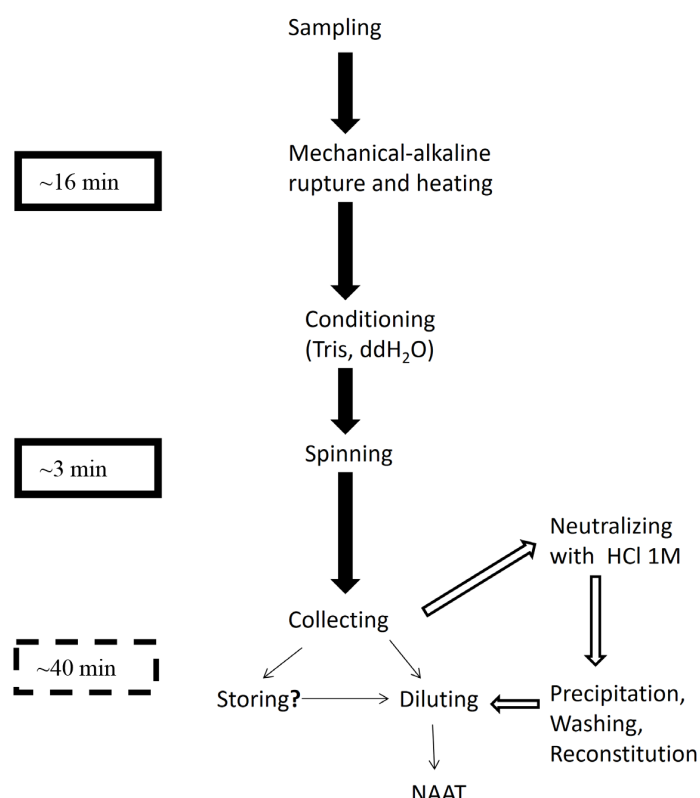 Sampling
Mechanical-alkaline
rupture and heating
~16 min
Conditioning
(Tris, ddH₂O)
Spinning
~3 min
Neutralizing
with  HCl 1M
Collecting
~40 min
Storing?
Diluting
Precipitation,
Washing,
Reconstitution
NAAT